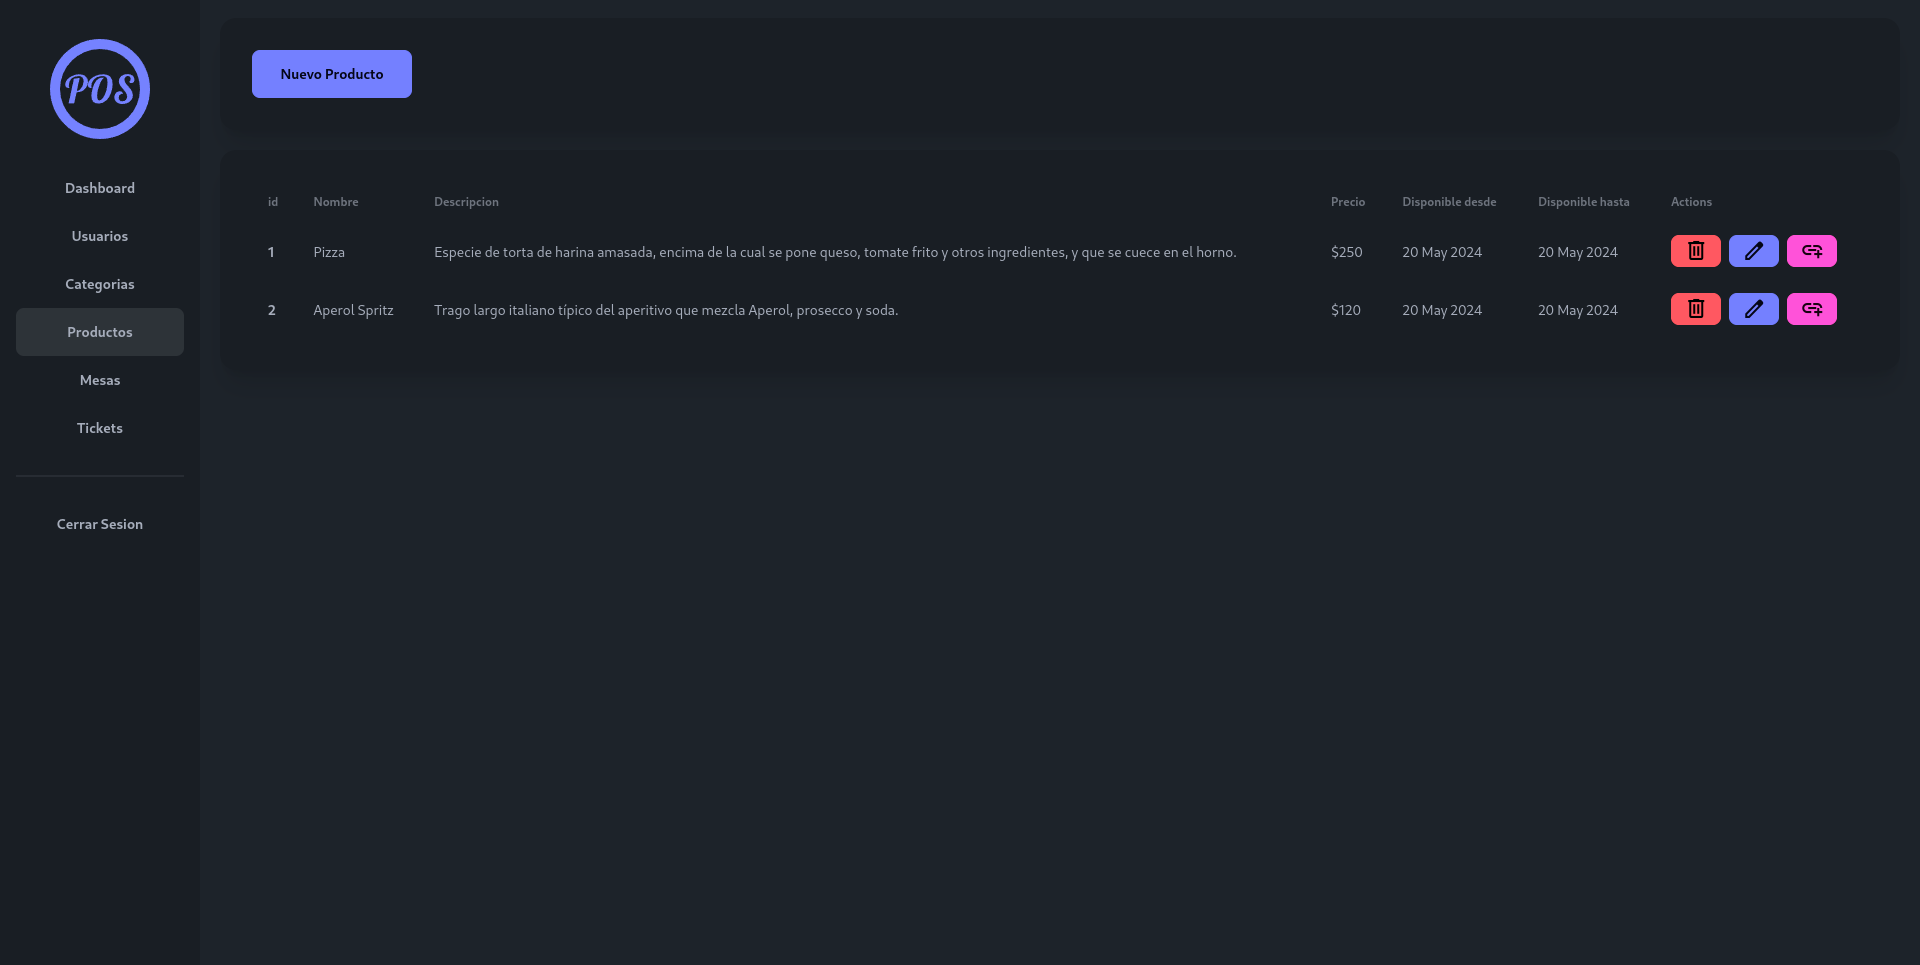 POS
Dashboard
Usuarios
Categorias
Productos
Mesas
Tickets
Cerrar Sesion
Nuevo Producto
id Nombre Descripcion Precio Disponible desde Disponible hasta Actions
1 Pizza Especie de torta de harina amasada, encima de la cual se pone queso, tomate frito y otros ingredientes, y que se cuece en el horno. $250 20 May 2024 20 May 2024
2 Aperol Spritz Trago largo italiano típico del aperitivo que mezcla Aperol, prosecco y soda. $120 20 May 2024 20 May 2024